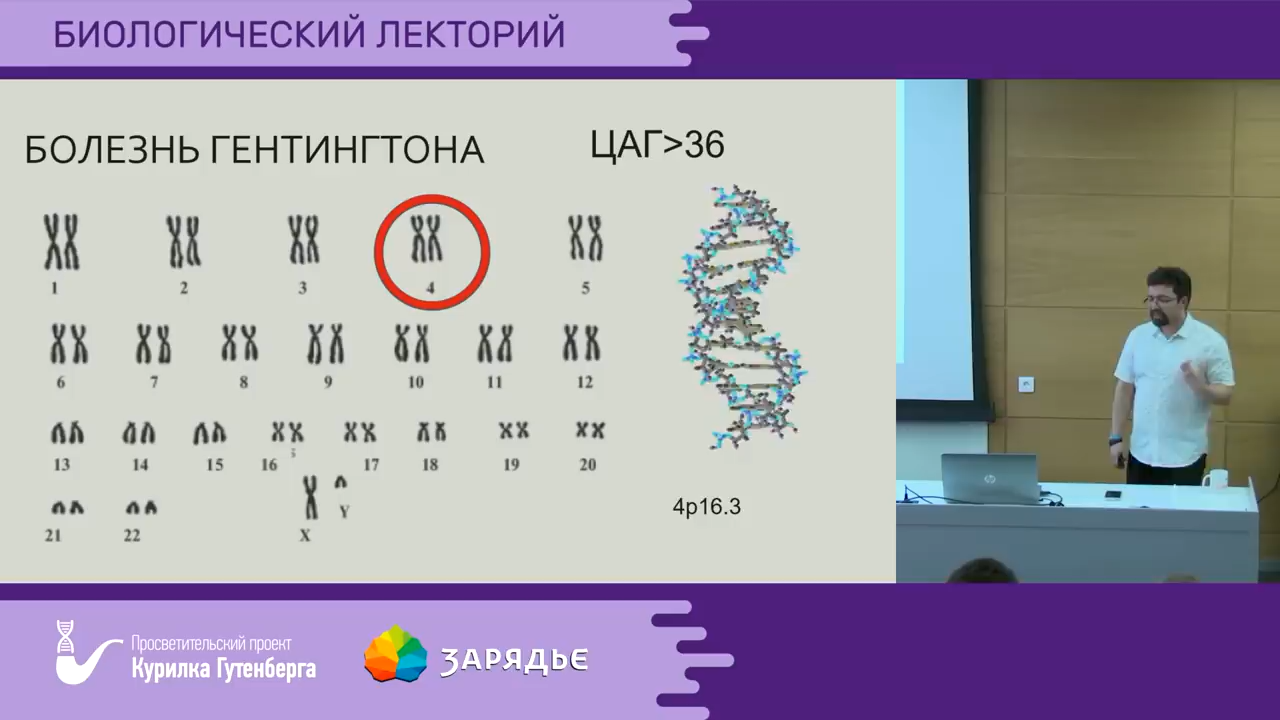 БИОЛОГИЧЕСКИЙ ЛЕКТОРИЙ
БОЛЕЗНЬ ГЕНТИНГТОНА
ЦАГ>36
1 2 3 4 5
6 7 8 9 10 11 12
13 14 15 16 17 18 19 20
21 22 X Y
4p16.3
hp
Просветительский проект
Курилка Гутенберга
ЗАРЯДЬЕ